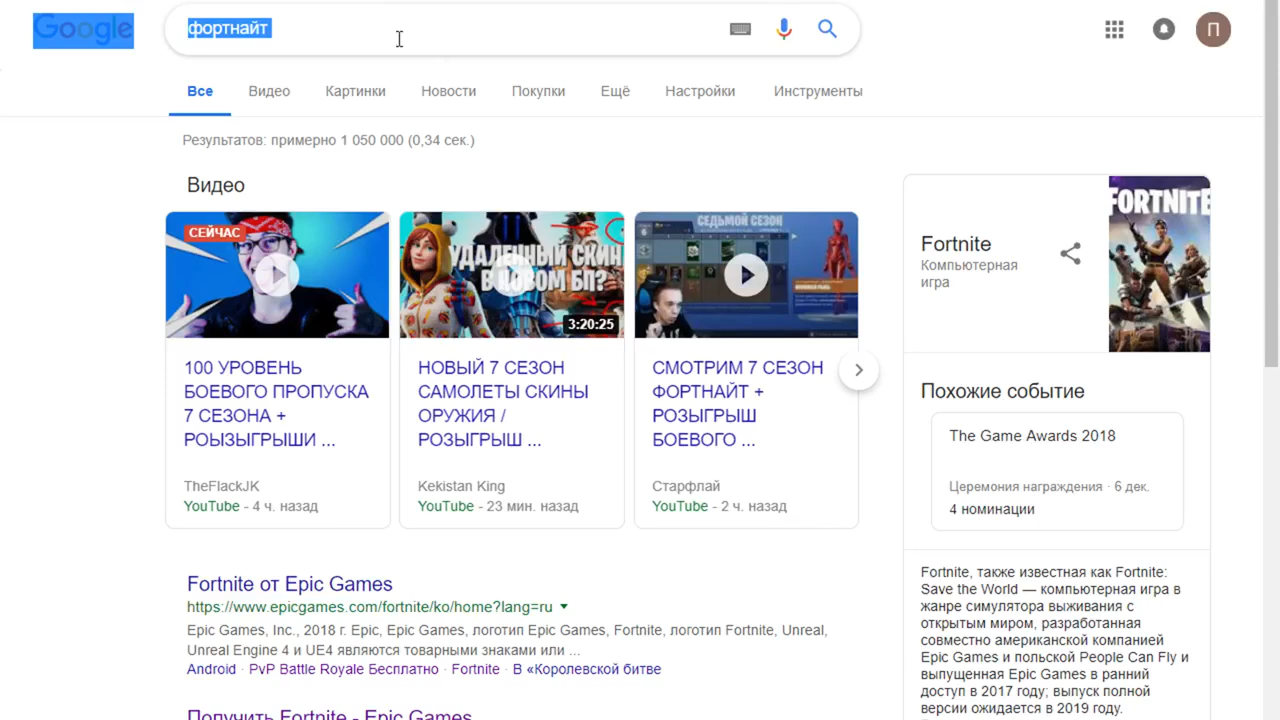 Google
фортнайт
П
Все Видео Картинки Новости Покупки Ещё Настройки Инструменты
Результатов: примерно 1 050 000 (0,34 сек.)
Видео
СЕЙЧАС
УДАЛЕННЫЙ СКИН
В НОВОМ БП?
3:20:25
СЕДЬМОЙ СЕЗОН
100 УРОВЕНЬ
БОЕВОГО ПРОПУСКА
7 СЕЗОНА +
РОЫЗЫГРЫШИ ...
TheFlackJK
YouTube - 4 ч. назад
НОВЫЙ 7 СЕЗОН
САМОЛЕТЫ СКИНЫ
ОРУЖИЯ /
РОЗЫГРЫШ ...
Kekistan King
YouTube - 23 мин. назад
СМОТРИМ 7 СЕЗОН
ФОРТНАЙТ +
РОЗЫГРЫШ
БОЕВОГО ...
Старфлай
YouTube - 2 ч. назад
Fortnite от Epic Games
https://www.epicgames.com/fortnite/ko/home?lang=ru
Epic Games, Inc., 2018 г. Epic, Epic Games, логотип Epic Games, Fortnite, логотип Fortnite, Unreal,
Unreal Engine 4 и UE4 являются товарными знаками или ...
Android · PvP Battle Royale Бесплатно · Fortnite · В «Королевской битве
Получить Fortnite - Epic Games
Fortnite
Компьютерная
игра
FORTNITE
Похожие событие
The Game Awards 2018
Церемония награждения · 6 дек.
4 номинации
Fortnite, также известная как Fortnite:
Save the World — компьютерная игра в
жанре симулятора выживания с
открытым миром, разработанная
совместно американской компанией
Epic Games и польской People Can Fly и
выпущенная Epic Games в ранний
доступ в 2017 году; выпуск полной
версии ожидается в 2019 году.